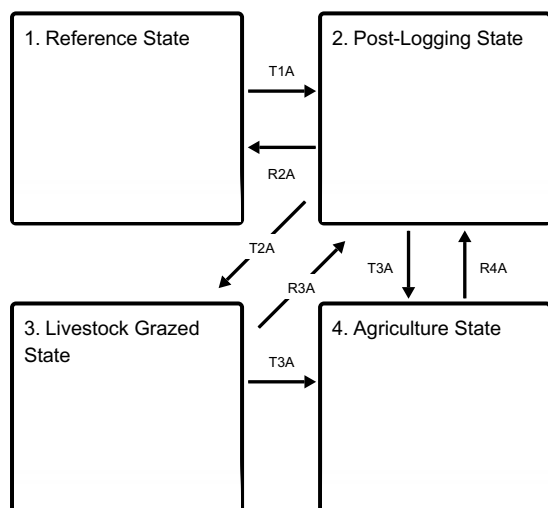 1. Reference State
2. Post-Logging State
T1A
R2A
T2A
R3A
T3A
R4A
3. Livestock Grazed
State
4. Agriculture State
T3A